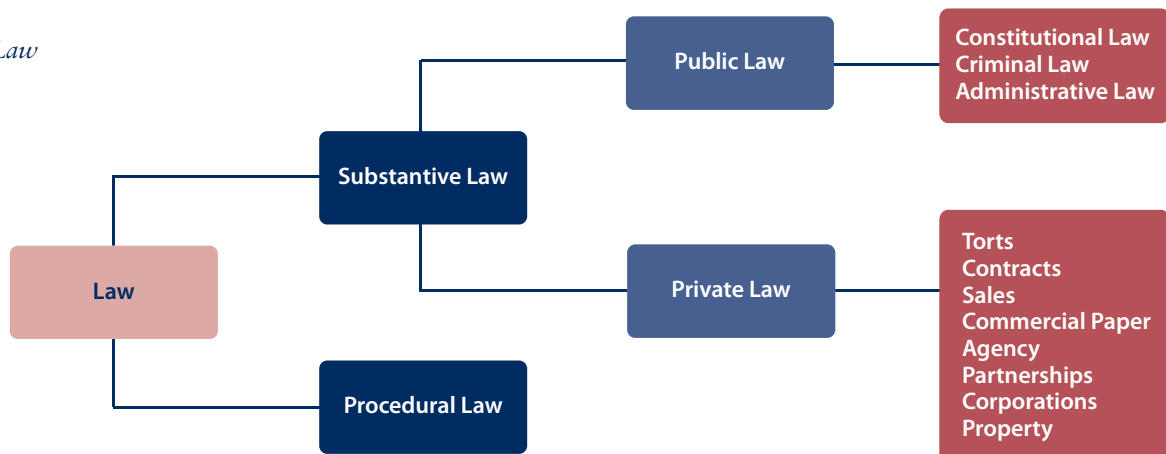 Law
Public Law
Constitutional Law
Criminal Law
Administrative Law
Substantive Law
Law
Private Law
Torts
Contracts
Sales
Commercial Paper
Agency
Partnerships
Corporations
Property
Procedural Law